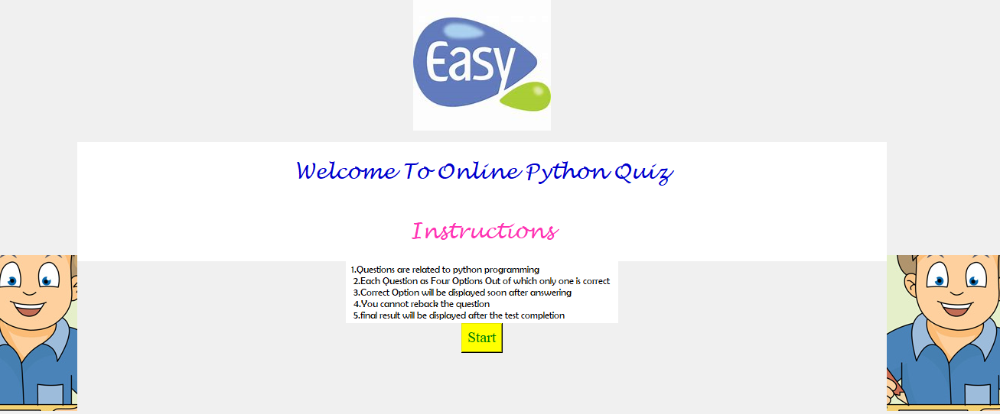 Easy
Welcome To Online Python Quiz
Instructions
1.Questions are related to python programming
2.Each Question as Four Options Out of which only one is correct
3.Correct Option will be displayed soon after answering
4.You cannot reback the question
5.final result will be displayed after the test completion
Start